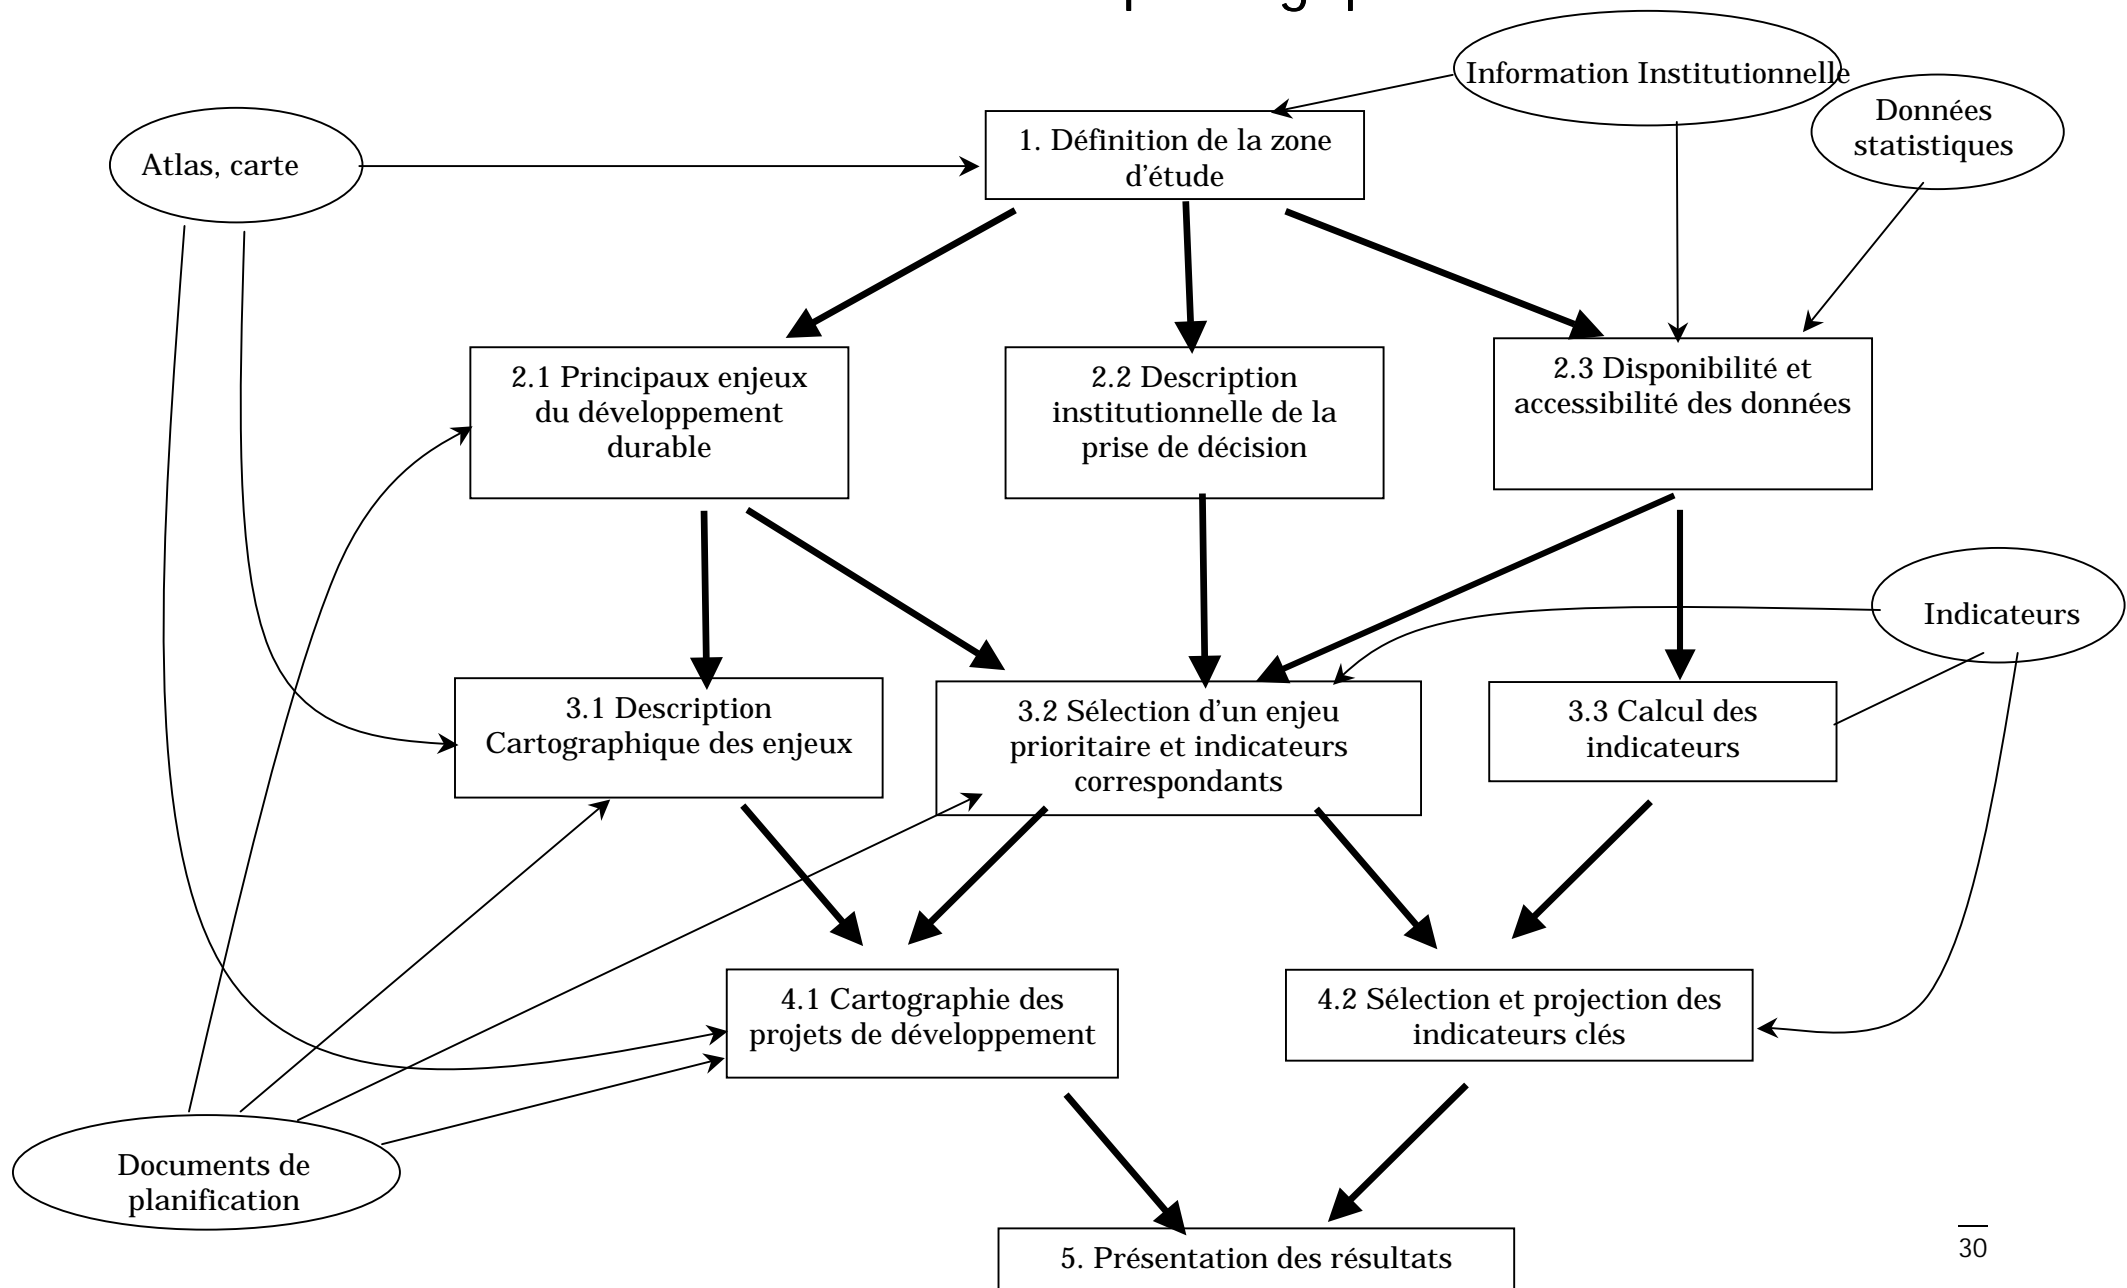 Information Institutionnelle
Données
statistiques
Atlas, carte
1. Définition de la zone
d'étude
2.1 Principaux enjeux
du développement
durable
2.2 Description
institutionnelle de la
prise de décision
2.3 Disponibilité et
accessibilité des données
Indicateurs
3.1 Description
Cartographique des enjeux
3.2 Sélection d'un enjeu
prioritaire et indicateurs
correspondants
3.3 Calcul des
indicateurs
4.1 Cartographie des
projets de développement
4.2 Sélection et projection des
indicateurs clés
Documents de
planification
5. Présentation des résultats
30